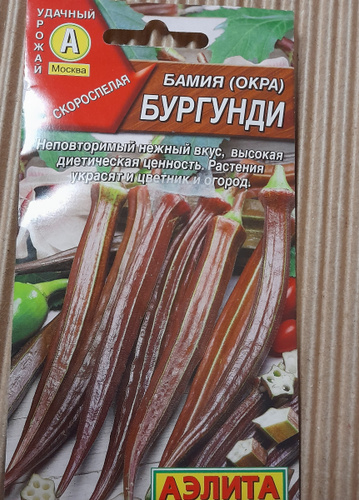 УДАЧНЫЙ
УРОЖАЙ
А
Москва
СКОРОСПЕЛАЯ
БАМИЯ (ОКРА)
БУРГУНДИ
Неповторимый нежный вкус, высокая
диетическая ценность. Растения
украсят и цветник и огород.
АЭЛИТА